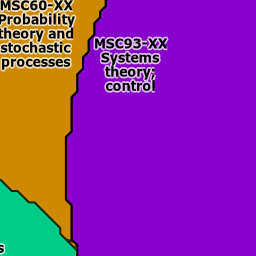 MSC60-XX
Probability
theory and
stochastic
processes
MSC93-XX
Systems
theory;
control